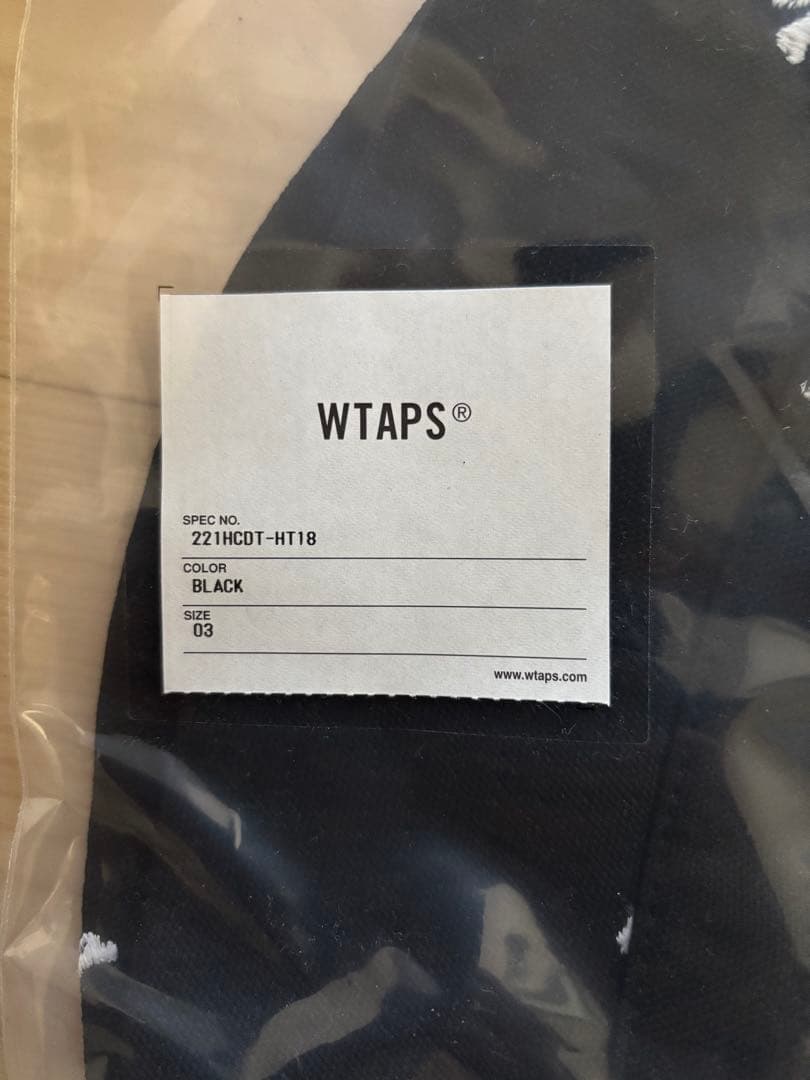 WTAPS®
SPEC NO.
221HCDT-HT18
COLOR
BLACK
SIZE
03
www.wtaps.com